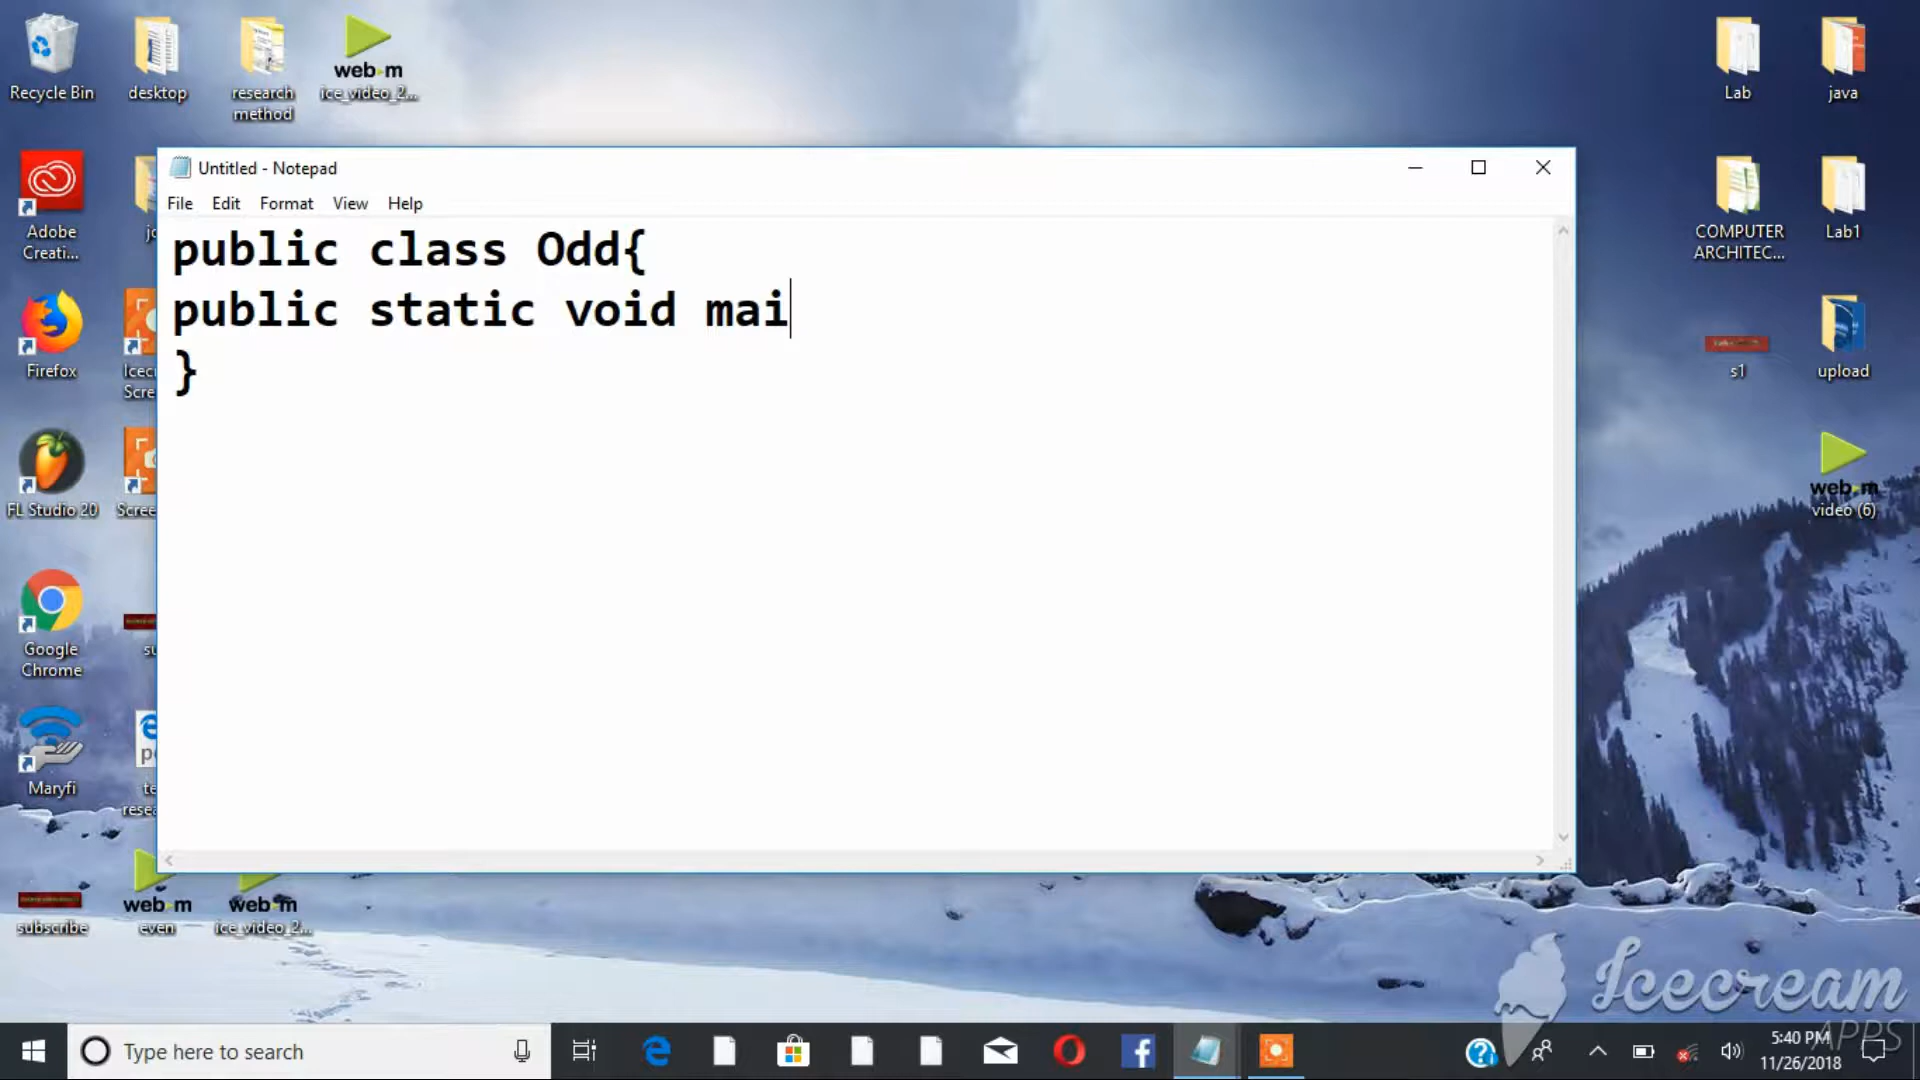 Recycle Bin
desktop
research
method
web-m
ice_video_2...
Lab
java
Adobe
Creati...
COMPUTER
ARCHITEC...
Lab1
Firefox
Icecr
Scre
s1
upload
FL Studio 20
Scree
web-m
video (6)
Google
Chrome
Maryfi
subscribe
web-m
even
web-m
ice_video_2...
Untitled - Notepad
File Edit Format View Help
public class Odd{
public static void mai
}
Icecream
APPS
Type here to search
5:40 PM
11/26/2018